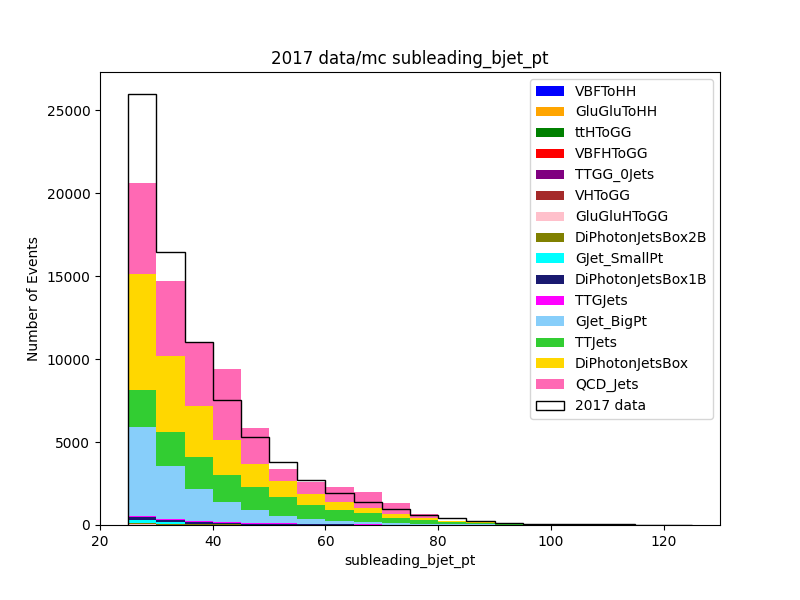 2017 data/mc subleading_bjet_pt
VBFToHH
GluGluToHH
ttHToGG
VBFHToGG
TTGG_0Jets
VHToGG
GluGluHToGG
DiPhotonJetsBox2B
GJet_SmallPt
DiPhotonJetsBox1B
TTGJets
GJet_BigPt
TTJets
DiPhotonJetsBox
QCD_Jets
2017 data
Number of Events
25000
20000
15000
10000
5000
0
20
40
60
80
100
120
subleading_bjet_pt